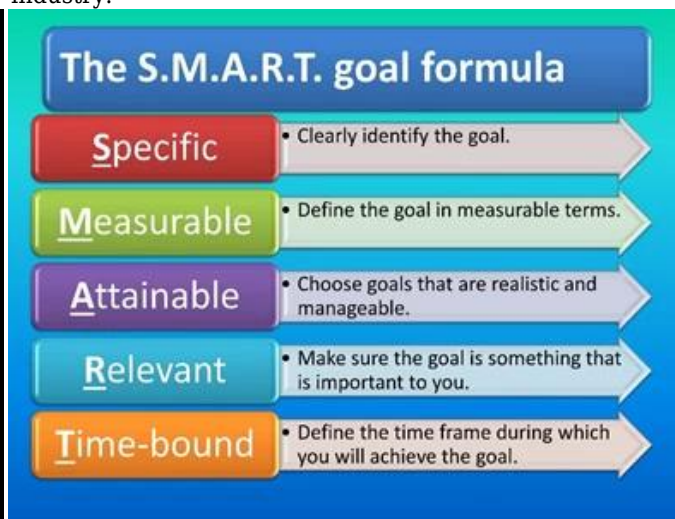 industry.
The S.M.A.R.T. goal formula
Specific
• Clearly identify the goal.
Measurable
• Define the goal in measurable terms.
Attainable
• Choose goals that are realistic and
manageable.
Relevant
• Make sure the goal is something that
is important to you.
Time-bound
• Define the time frame during which
you will achieve the goal.